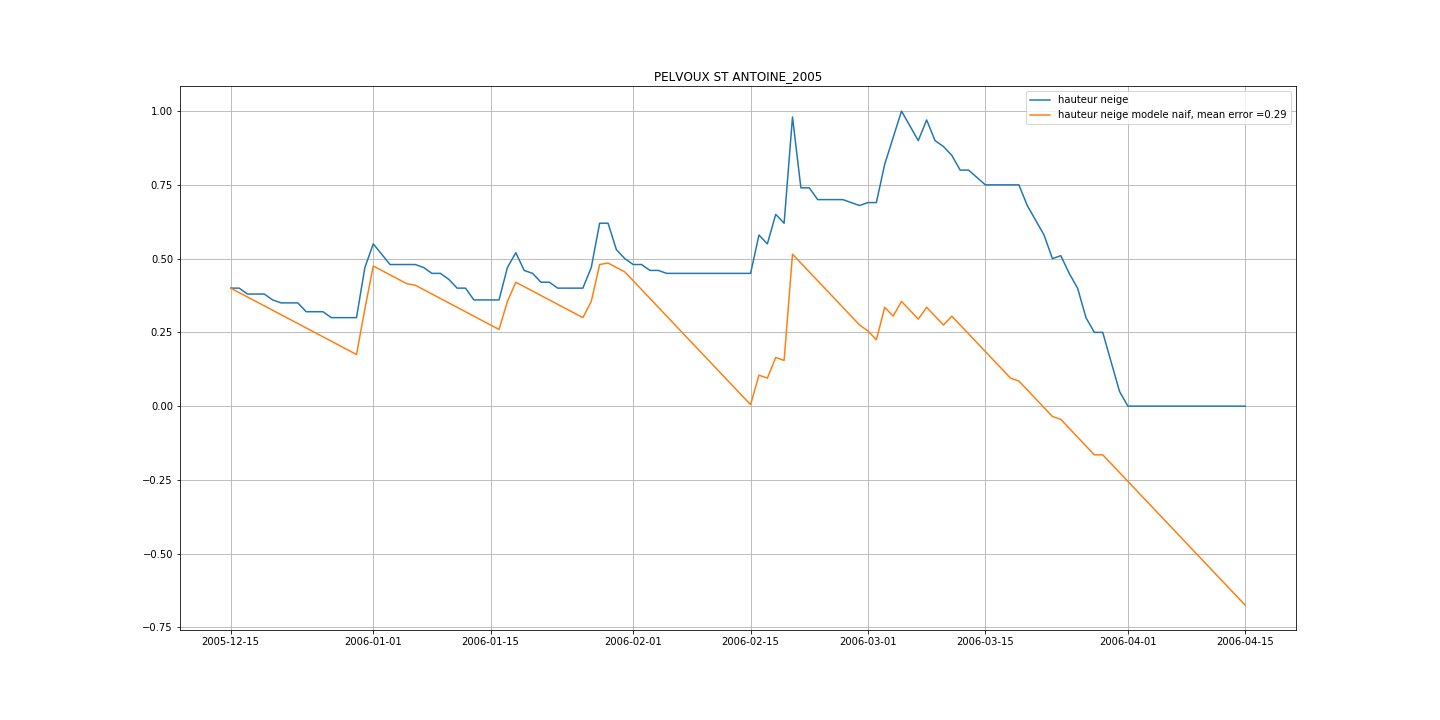 PELVOUX ST ANTOINE_2005
hauteur neige
hauteur neige modele naif, mean error =0.29
1.00
0.75
0.50
0.25
0.00
−0.25
−0.50
−0.75
2005-12-15 2006-01-01 2006-01-15 2006-02-01 2006-02-15 2006-03-01 2006-03-15 2006-04-01 2006-04-15